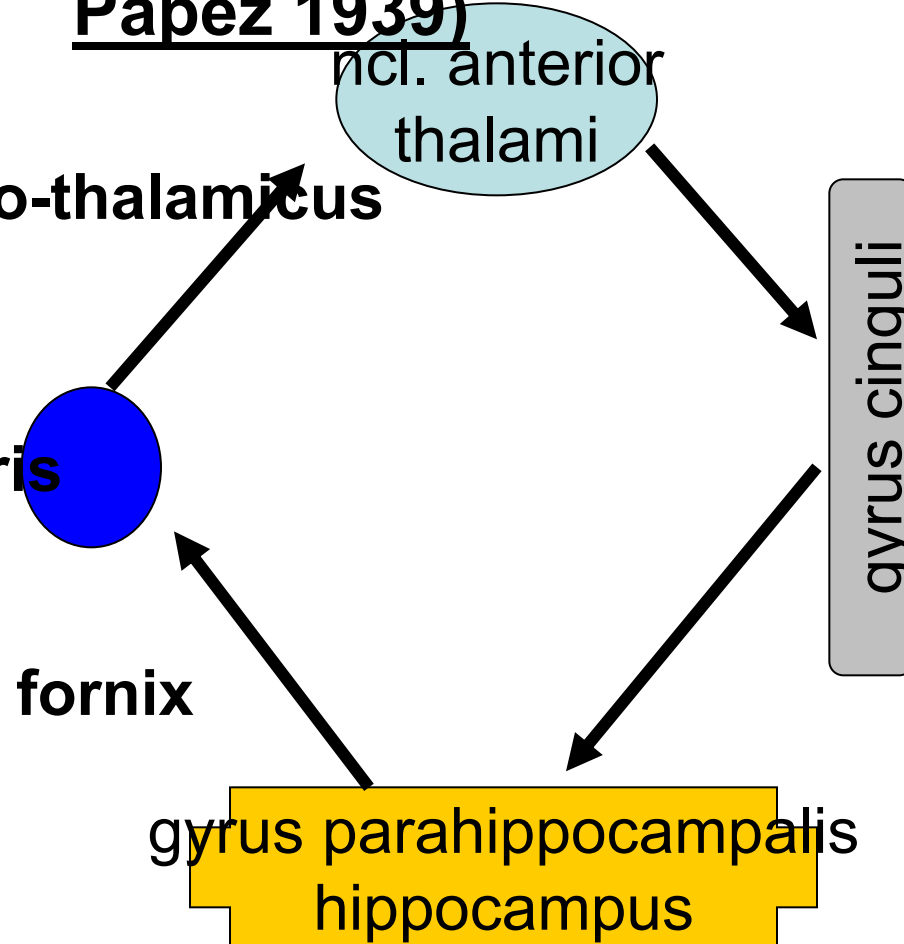 Papez 1939)
ncl. anterior
thalami
o-thalamicus
gyrus cinguli
ris
fornix
gyrus parahippocampalis
hippocampus